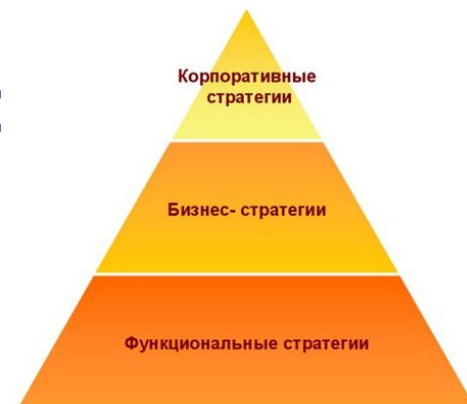 Корпоративные
стратегии
Бизнес- стратегии
Функциональные стратегии